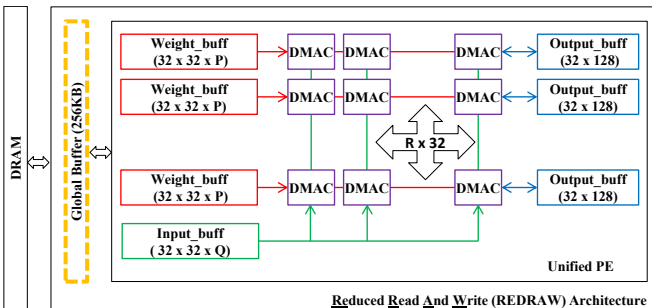 DRAM
Global Buffer (256KB)
Weight_buff
(32 x 32 x P)
DMAC
DMAC
DMAC
Output_buff
(32 x 128)
Weight_buff
(32 x 32 x P)
DMAC
DMAC
DMAC
Output_buff
(32 x 128)
R x 32
Weight_buff
(32 x 32 x P)
DMAC
DMAC
DMAC
Output_buff
(32 x 128)
Input_buff
( 32 x 32 x Q)
Unified PE
Reduced Read And Write (REDRAW) Architecture